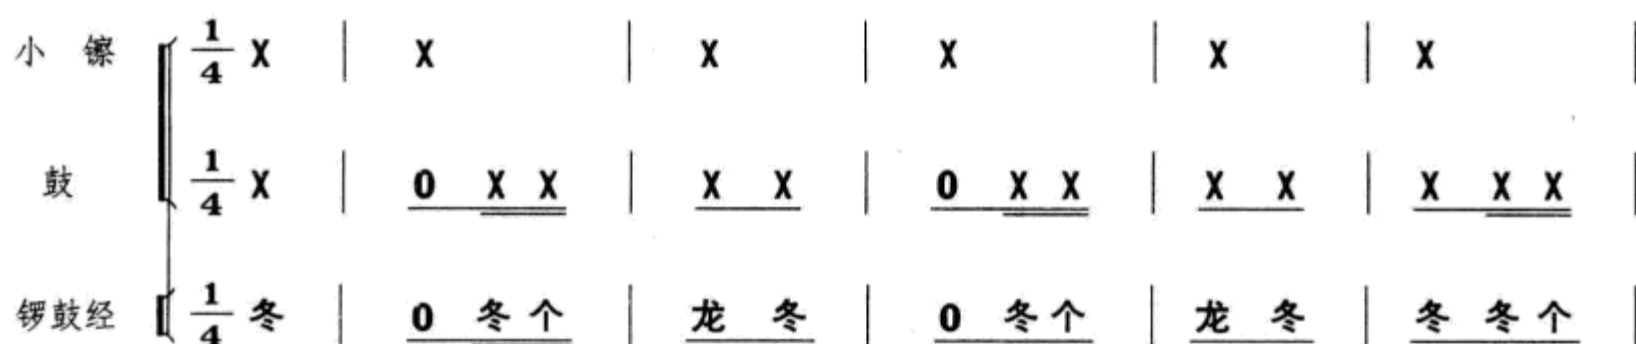 小 镲 1/4 X | X | X | X | X | X |
鼓 1/4 X | 0 X X | X X | 0 X X | X X | X X X |
锣鼓经 1/4 冬 | 0 冬 个 | 龙 冬 | 0 冬 个 | 龙 冬 | 冬 冬 个 |